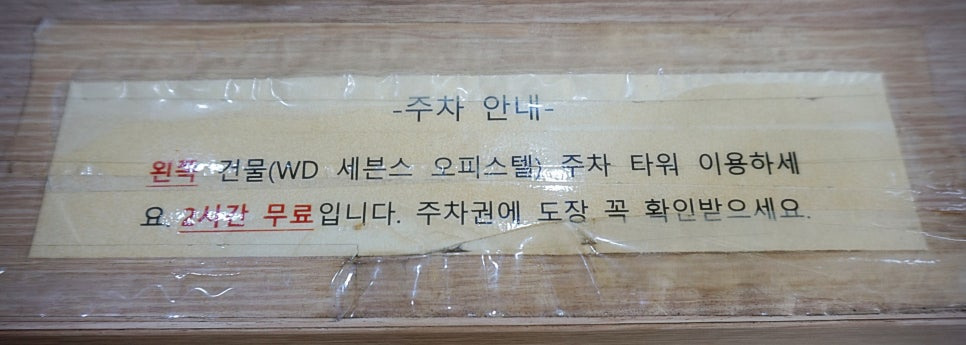 -주차 안내-
왼쪽 건물(WD 세븐스 오피스텔) 주차 타워 이용하세
요. 2시간 무료입니다. 주차권에 도장 꼭 확인받으세요.